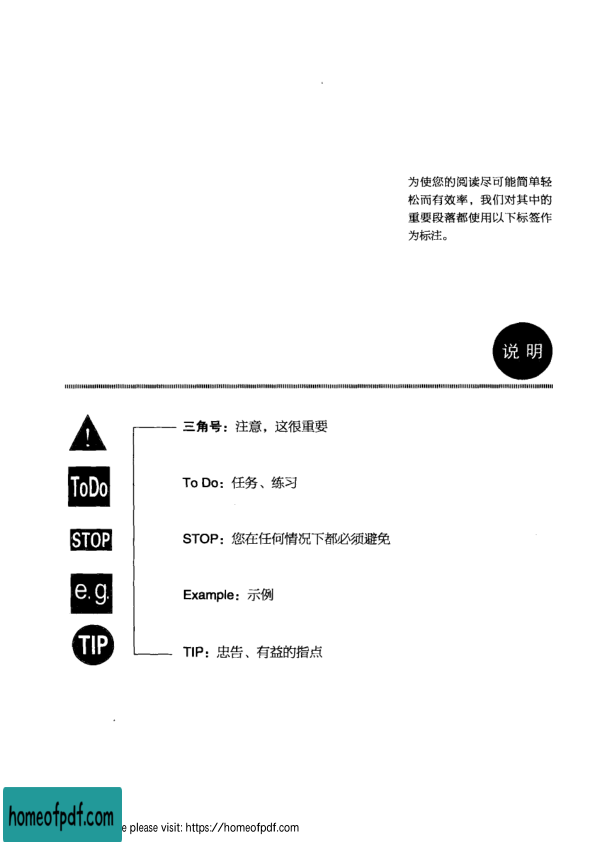 为使您的阅读尽可能简单轻
松而有效率，我们对其中的
重要段落都使用以下标签作
为标注。
说 明
! 三角号：注意，这很重要
ToDo To Do：任务、练习
STOP STOP：您在任何情况下都必须避免
e.g. Example：示例
TIP TIP：忠告、有益的指点
homeofpdf.com
e please visit: https://homeofpdf.com